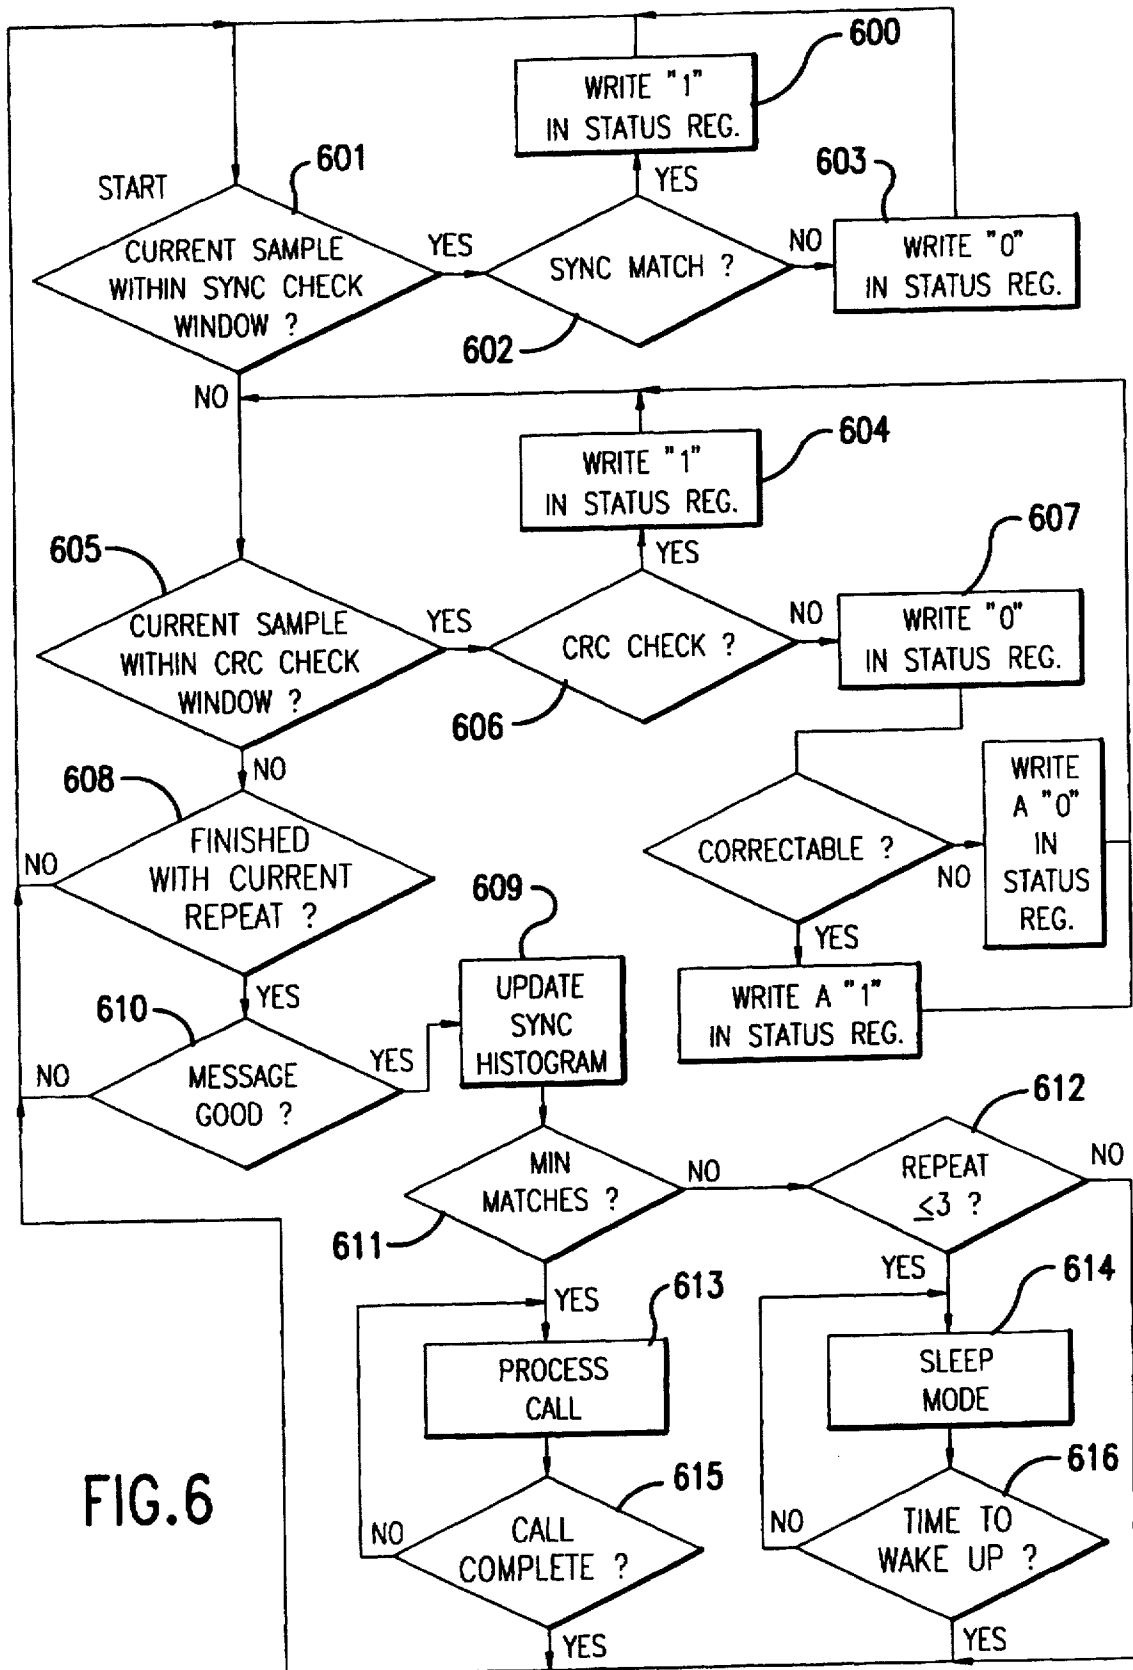 600
WRITE "1"
IN STATUS REG.
START
601
YES
603
CURRENT SAMPLE
WITHIN SYNC CHECK
WINDOW ?
YES
SYNC MATCH ?
NO
WRITE "0"
IN STATUS REG.
602
NO
604
WRITE "1"
IN STATUS REG.
607
605
YES
CURRENT SAMPLE
WITHIN CRC CHECK
WINDOW ?
YES
CRC CHECK ?
NO
WRITE "0"
IN STATUS REG.
606
608
NO
FINISHED
WITH CURRENT
REPEAT ?
NO
CORRECTABLE ?
NO
WRITE
A "0"
IN
STATUS
REG.
609
YES
YES
610
UPDATE
SYNC
HISTOGRAM
WRITE A "1"
IN STATUS REG.
NO
MESSAGE
GOOD ?
YES
612
MIN
MATCHES ?
NO
REPEAT
≤3 ?
NO
611
YES
613
YES
614
PROCESS
CALL
SLEEP
MODE
615
616
FIG.6
NO
CALL
COMPLETE ?
NO
TIME TO
WAKE UP ?
YES
YES